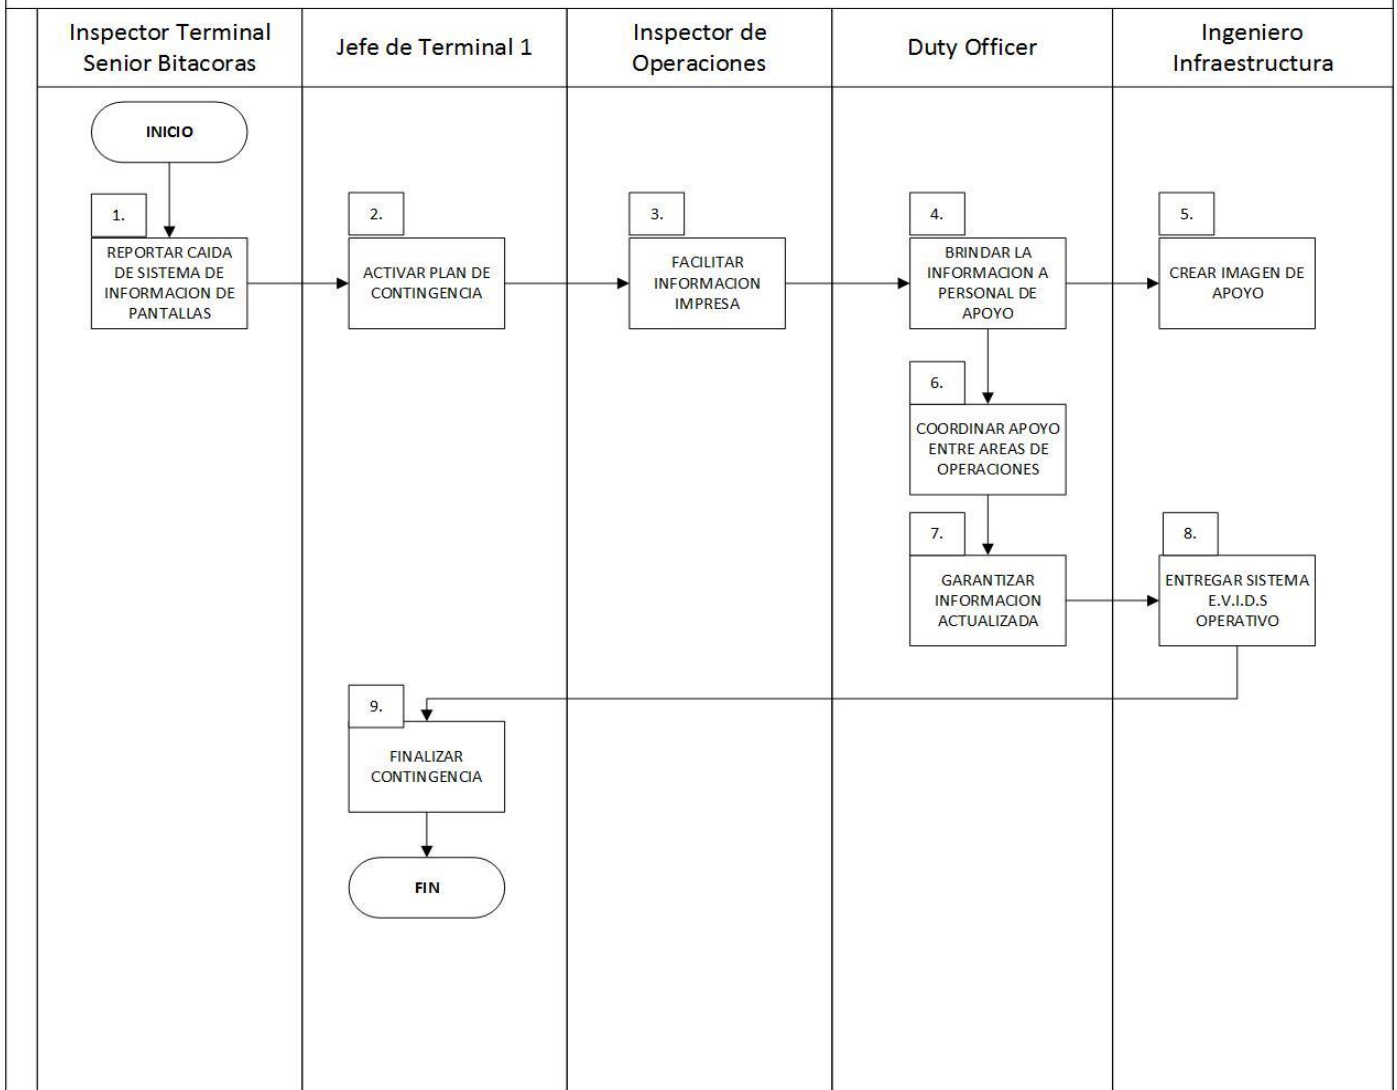 Inspector Terminal
Senior Bitacoras
Jefe de Terminal 1
Inspector de
Operaciones
Duty Officer
Ingeniero
Infraestructura
INICIO
1.
REPORTAR CAIDA
DE SISTEMA DE
INFORMACION DE
PANTALLAS
2.
ACTIVAR PLAN DE
CONTINGENCIA
3.
FACILITAR
INFORMACION
IMPRESA
4.
BRINDAR LA
INFORMACION A
PERSONAL DE
APOYO
5.
CREAR IMAGEN DE
APOYO
6.
COORDINAR APOYO
ENTRE AREAS DE
OPERACIONES
7.
GARANTIZAR
INFORMACION
ACTUALIZADA
8.
ENTREGAR SISTEMA
E.V.I.D.S
OPERATIVO
9.
FINALIZAR
CONTINGENCIA
FIN